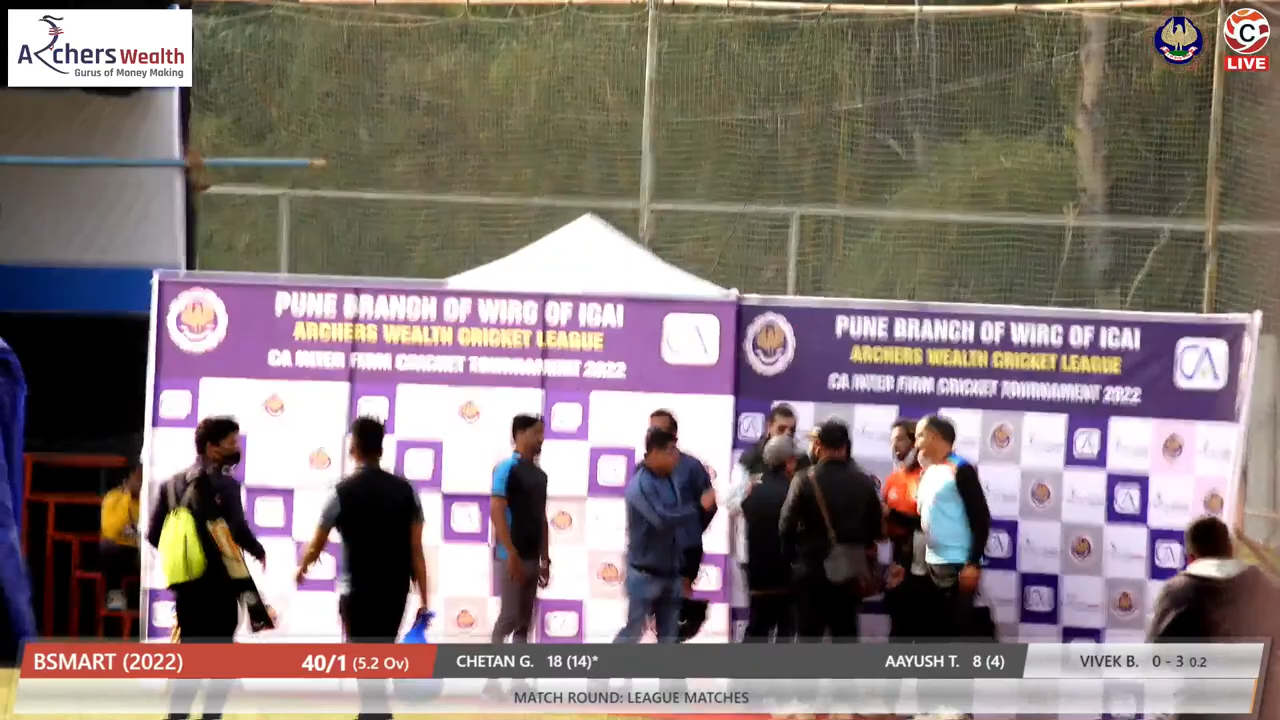 Archers Wealth
Gurus of Money Making
C
LIVE
PUNE BRANCH OF WIRC OF ICAI
ARCHERS WEALTH CRICKET LEAGUE
CA INTER FIRM CRICKET TOURNAMENT 2022
PUNE BRANCH OF WIRC OF ICAI
ARCHERS WEALTH CRICKET LEAGUE
CA INTER FIRM CRICKET TOURNAMENT 2022
CA
BSMART (2022) 40/1 (5.2 Ov) CHETAN G. 18 (14)* AAYUSH T. 8 (4) VIVEK B. 0 - 3 0.2
MATCH ROUND: LEAGUE MATCHES